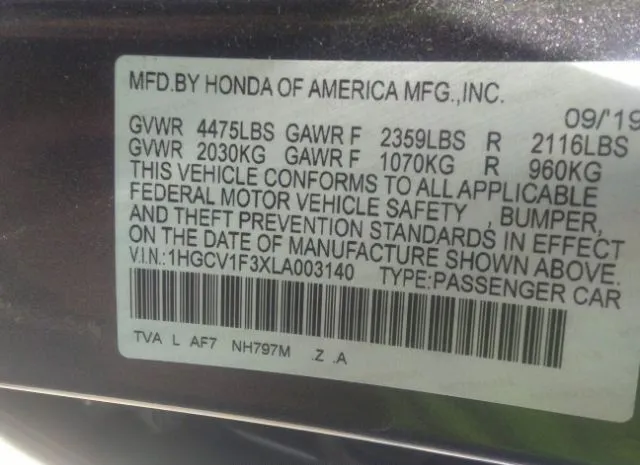 MFD.BY HONDA OF AMERICA MFG.,INC. 09/'19
GVWR 4475LBS GAWR F 2359LBS R 2116LBS
GVWR 2030KG GAWR F 1070KG R 960KG
THIS VEHICLE CONFORMS TO ALL APPLICABLE
FEDERAL MOTOR VEHICLE SAFETY , BUMPER,
AND THEFT PREVENTION STANDARDS IN EFFECT
ON THE DATE OF MANUFACTURE SHOWN ABOVE.
V.I.N.:1HGCV1F3XLA003140 TYPE:PASSENGER CAR
TVA L AF7 NH797M .Z .A